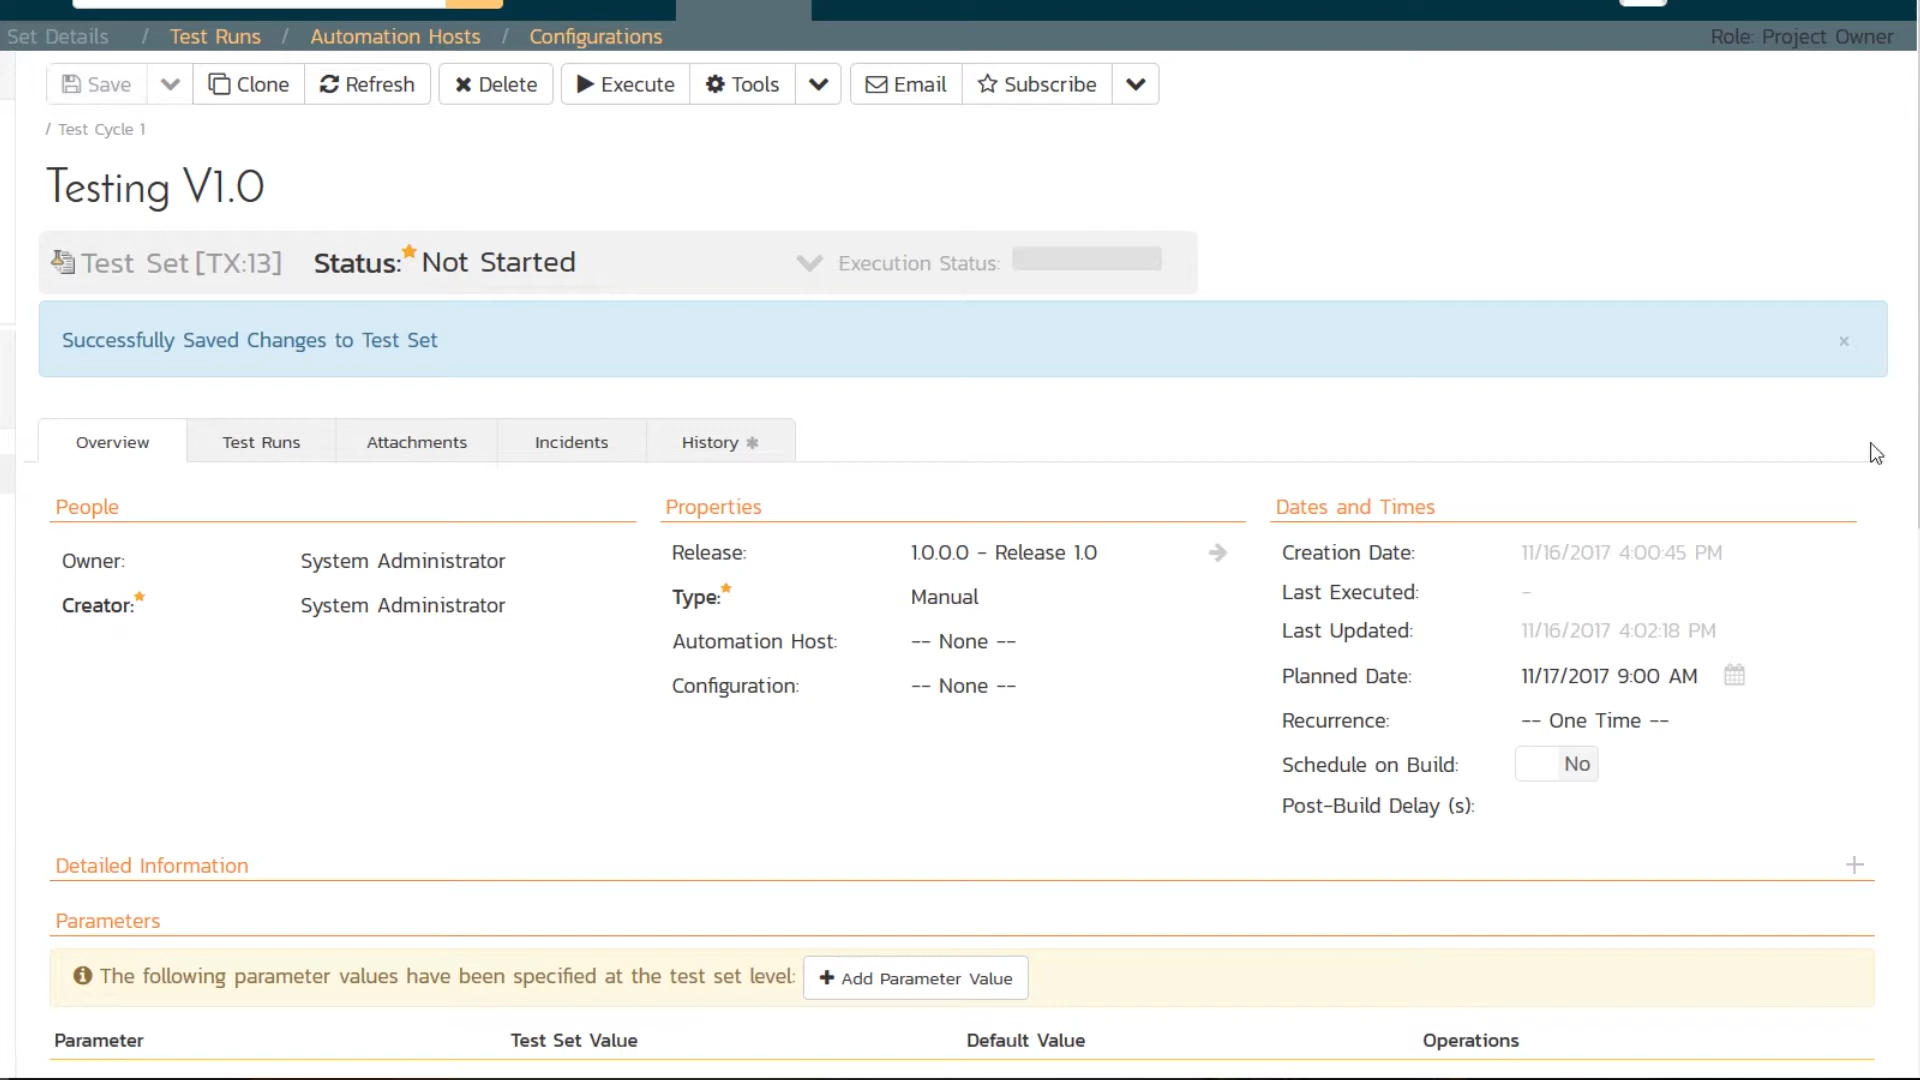 Set Details / Test Runs / Automation Hosts / Configurations Role: Project Owner
Save Clone Refresh Delete Execute Tools Email Subscribe
/ Test Cycle 1
Testing V1.0
Test Set [TX:13] Status: Not Started Execution Status:
Successfully Saved Changes to Test Set ×
Overview Test Runs Attachments Incidents History
People Properties Dates and Times
Owner: System Administrator Release: 1.0.0.0 - Release 1.0 Creation Date: 11/16/2017 4:00:45 PM
Creator: System Administrator Type: Manual Last Executed: -
Automation Host: -- None -- Last Updated: 11/16/2017 4:02:18 PM
Configuration: -- None -- Planned Date: 11/17/2017 9:00 AM
Recurrence: -- One Time --
Schedule on Build: No
Post-Build Delay (s):
Detailed Information +
Parameters
The following parameter values have been specified at the test set level: + Add Parameter Value
Parameter Test Set Value Default Value Operations